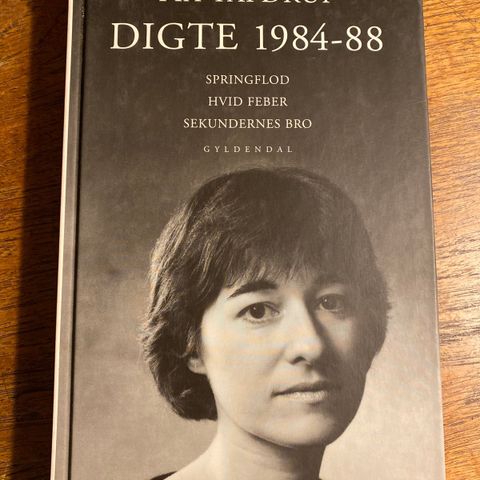 DIGTE 1984-88
SPRINGFLOD
HVID FEBER
SEKUNDERNES BRO
GYLDENDAL